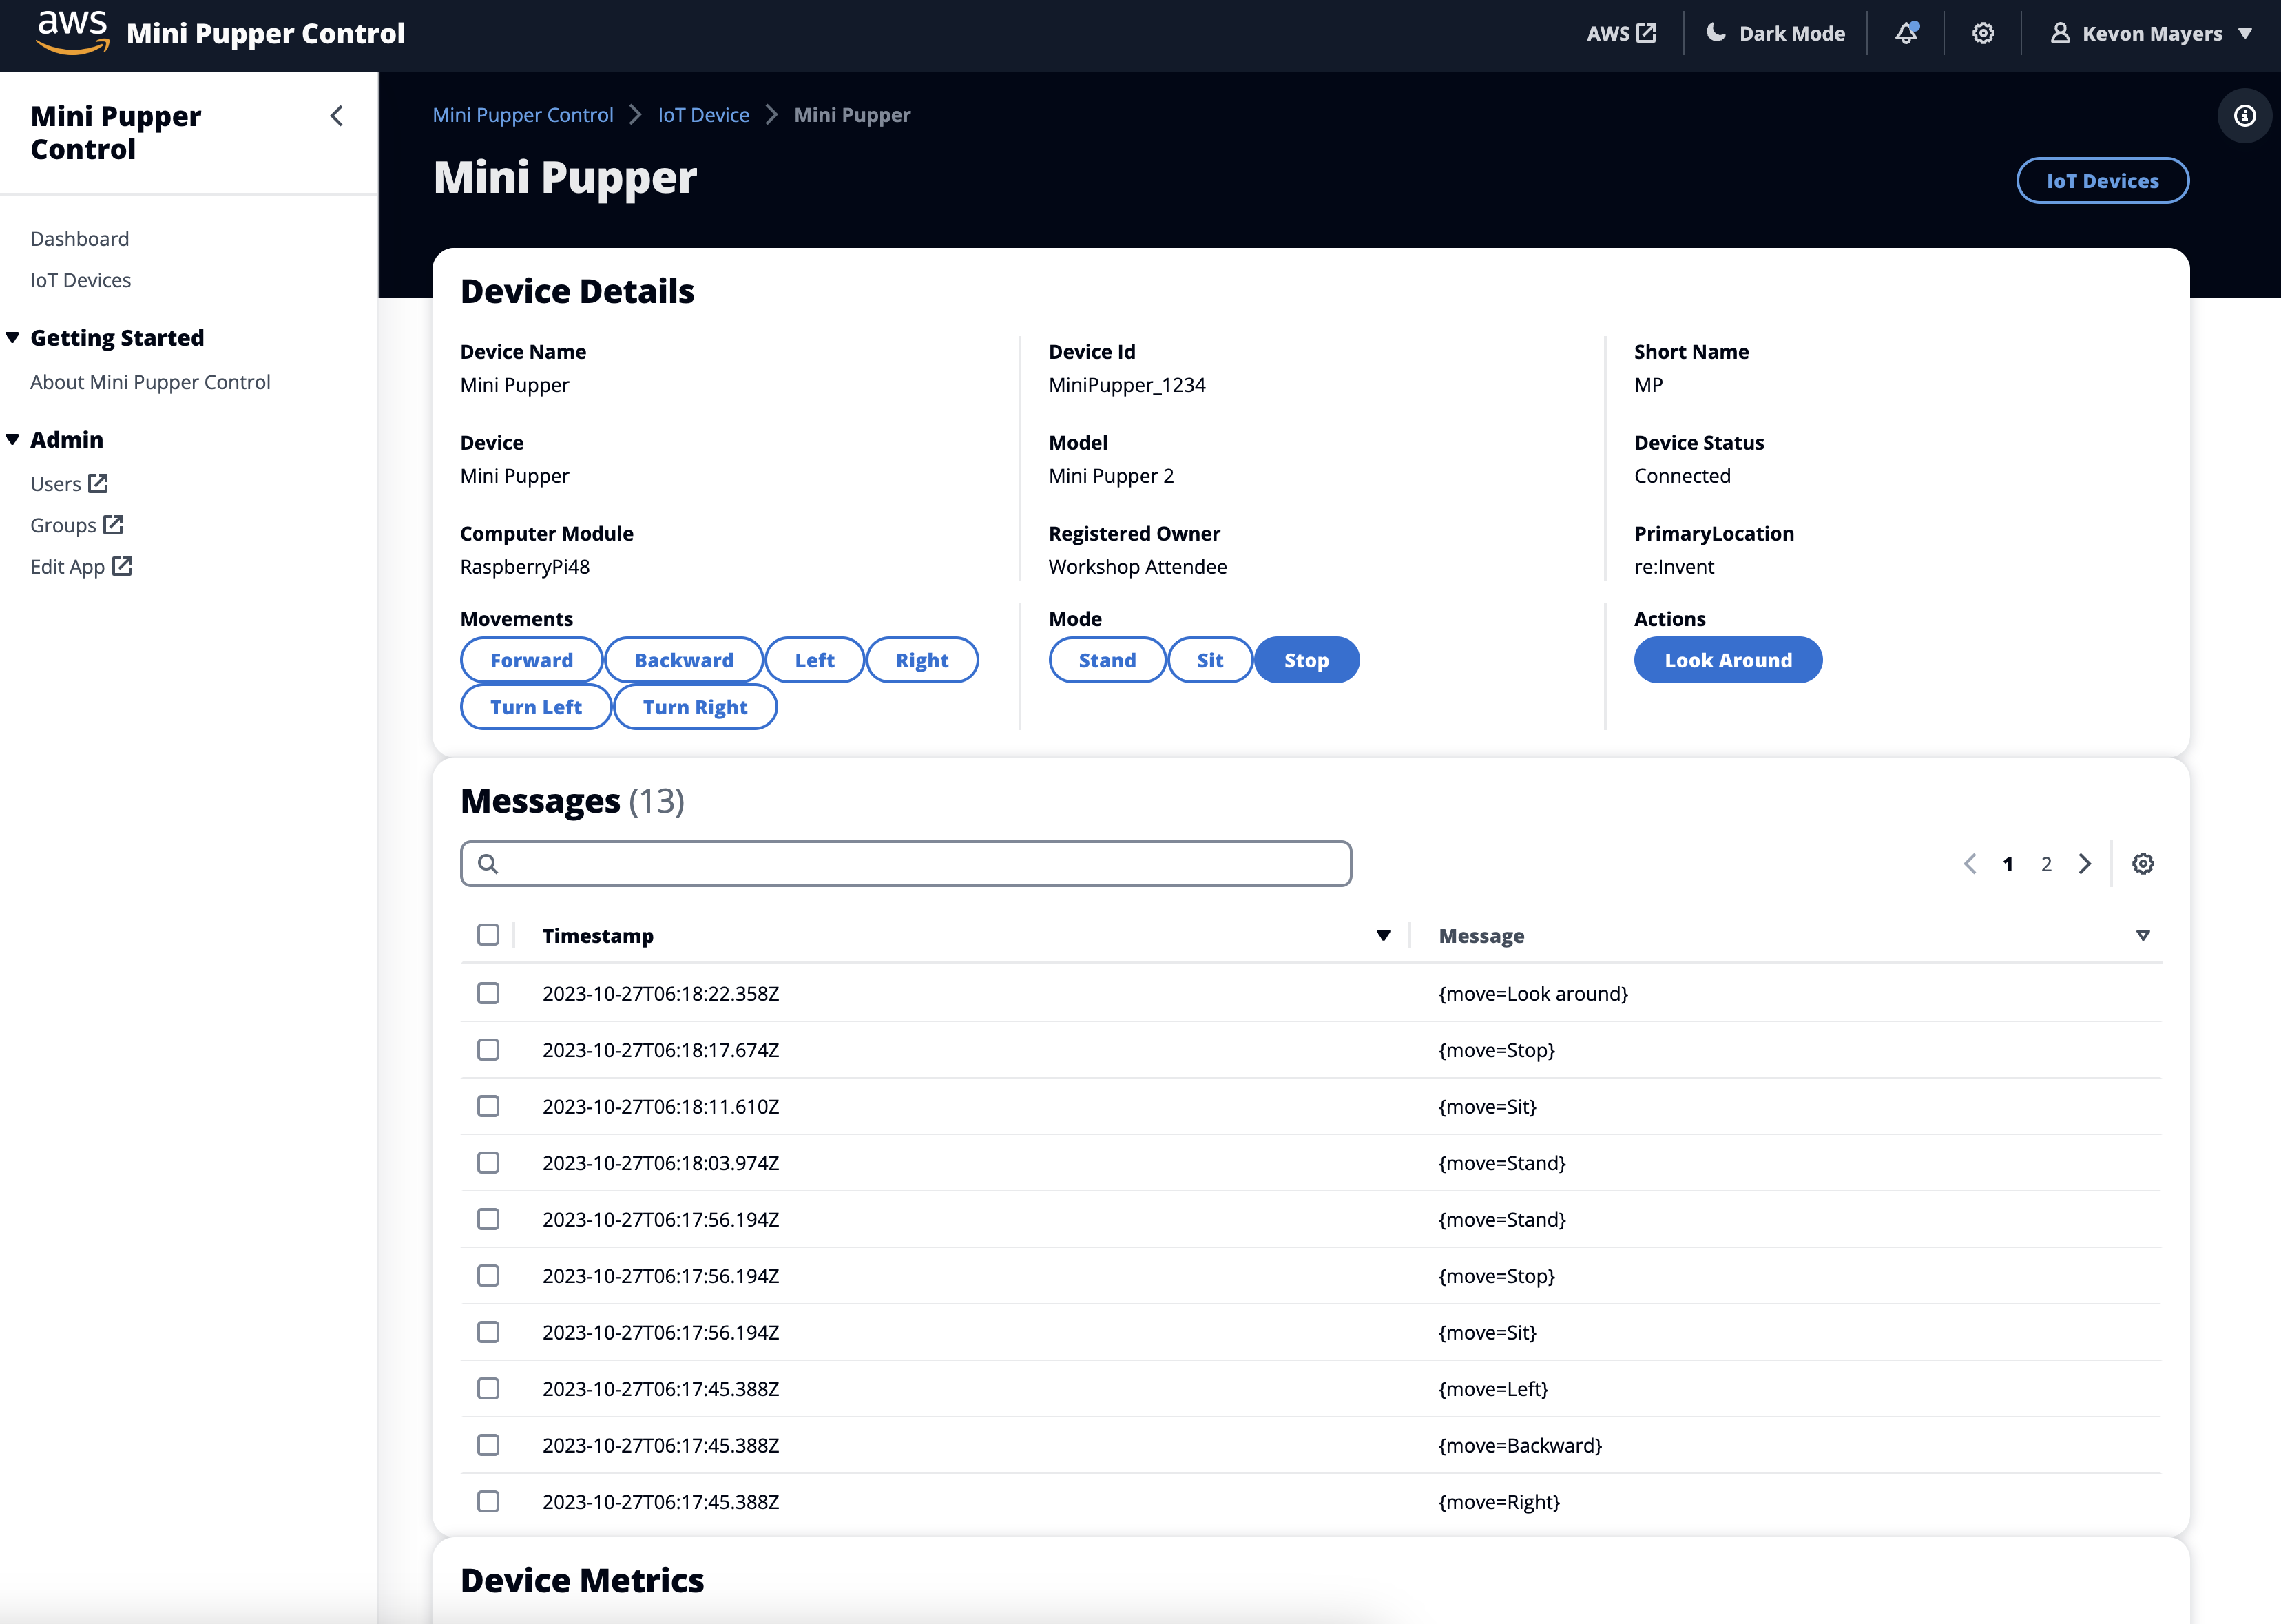 aws Mini Pupper Control
AWS
Dark Mode
Kevon Mayers
Mini Pupper
Control
Dashboard
IoT Devices
Getting Started
About Mini Pupper Control
Admin
Users
Groups
Edit App
Mini Pupper Control > IoT Device > Mini Pupper
Mini Pupper
IoT Devices
Device Details
Device Name
Mini Pupper
Device Id
MiniPupper_1234
Short Name
MP
Device
Mini Pupper
Model
Mini Pupper 2
Device Status
Connected
Computer Module
RaspberryPi48
Registered Owner
Workshop Attendee
PrimaryLocation
re:Invent
Movements
Forward Backward Left Right
Turn Left Turn Right
Mode
Stand Sit Stop
Actions
Look Around
Messages (13)
1 2
Timestamp Message
2023-10-27T06:18:22.358Z {move=Look around}
2023-10-27T06:18:17.674Z {move=Stop}
2023-10-27T06:18:11.610Z {move=Sit}
2023-10-27T06:18:03.974Z {move=Stand}
2023-10-27T06:17:56.194Z {move=Stand}
2023-10-27T06:17:56.194Z {move=Stop}
2023-10-27T06:17:56.194Z {move=Sit}
2023-10-27T06:17:45.388Z {move=Left}
2023-10-27T06:17:45.388Z {move=Backward}
2023-10-27T06:17:45.388Z {move=Right}
Device Metrics